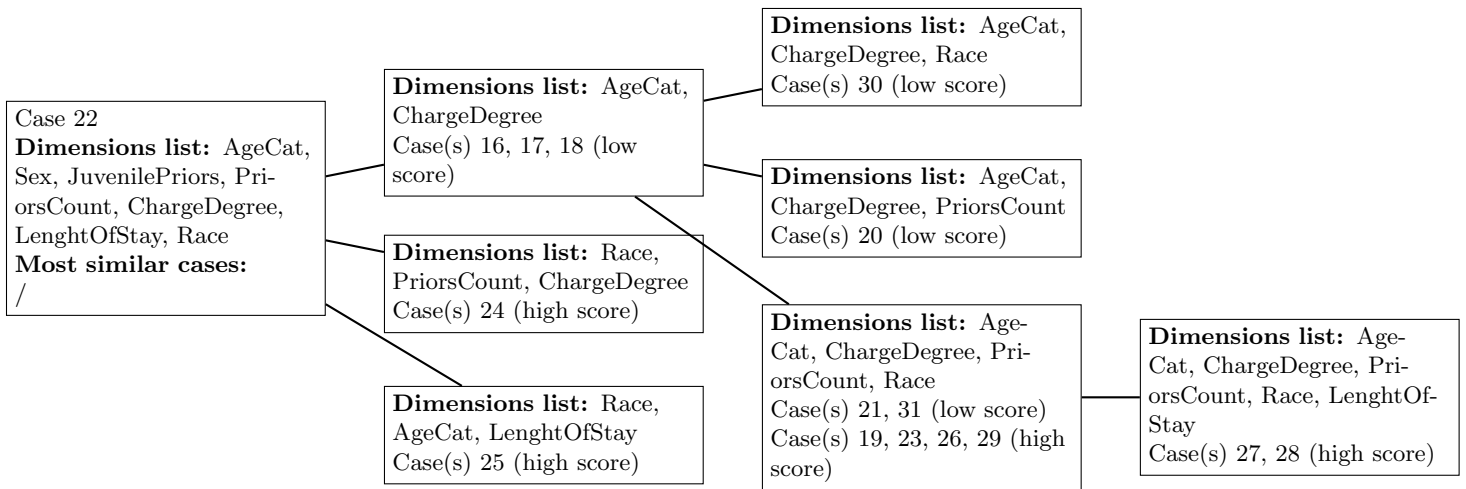 Case 22
Dimensions list: AgeCat,
Sex, JuvenilePriors, Pri-
orsCount, ChargeDegree,
LenghtOfStay, Race
Most similar cases:
/
Dimensions list: AgeCat,
ChargeDegree
Case(s) 16, 17, 18 (low
score)
Dimensions list: Race,
PriorsCount, ChargeDegree
Case(s) 24 (high score)
Dimensions list: Race,
AgeCat, LenghtOfStay
Case(s) 25 (high score)
Dimensions list: AgeCat,
ChargeDegree, Race
Case(s) 30 (low score)
Dimensions list: AgeCat,
ChargeDegree, PriorsCount
Case(s) 20 (low score)
Dimensions list: Age-
Cat, ChargeDegree, Pri-
orsCount, Race
Case(s) 21, 31 (low score)
Case(s) 19, 23, 26, 29 (high
score)
Dimensions list: Age-
Cat, ChargeDegree, Pri-
orsCount, Race, LenghtOf-
Stay
Case(s) 27, 28 (high score)